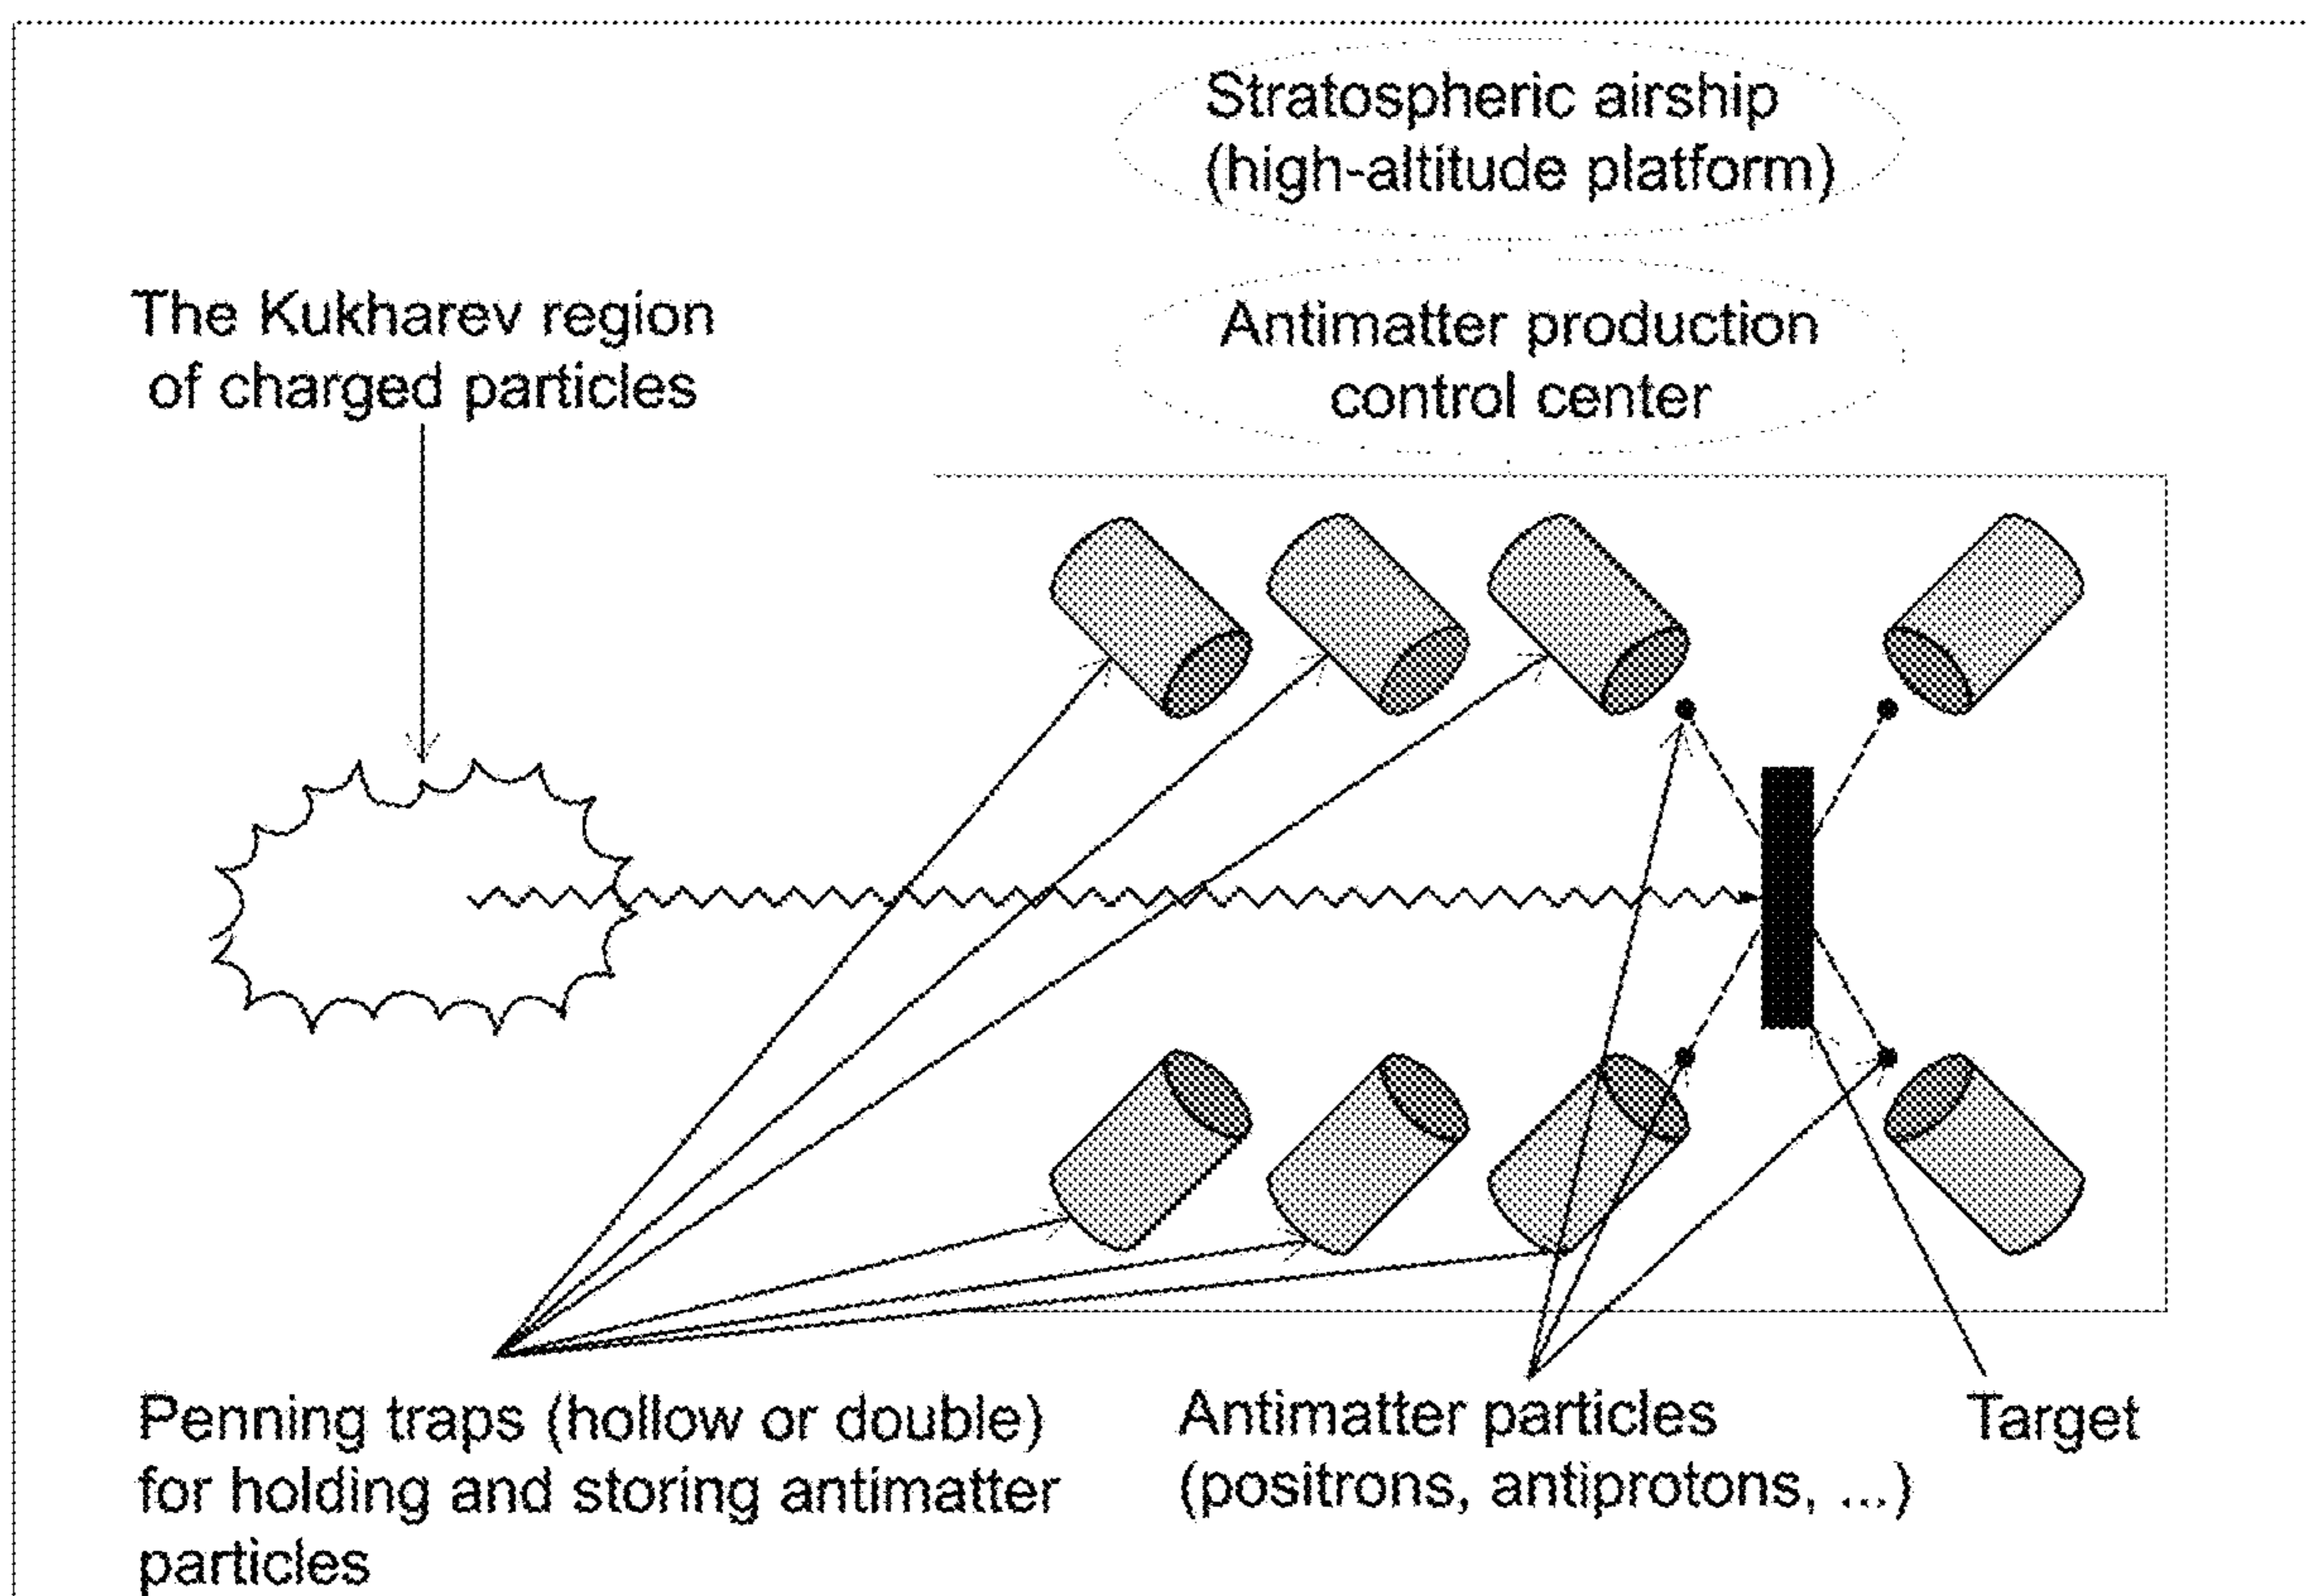 Stratospheric airship
(high-altitude platform)
The Kukharev region
of charged particles
Antimatter production
control center
Penning traps (hollow or double)
for holding and storing antimatter
particles
Antimatter particles
(positrons, antiprotons, ...)
Target